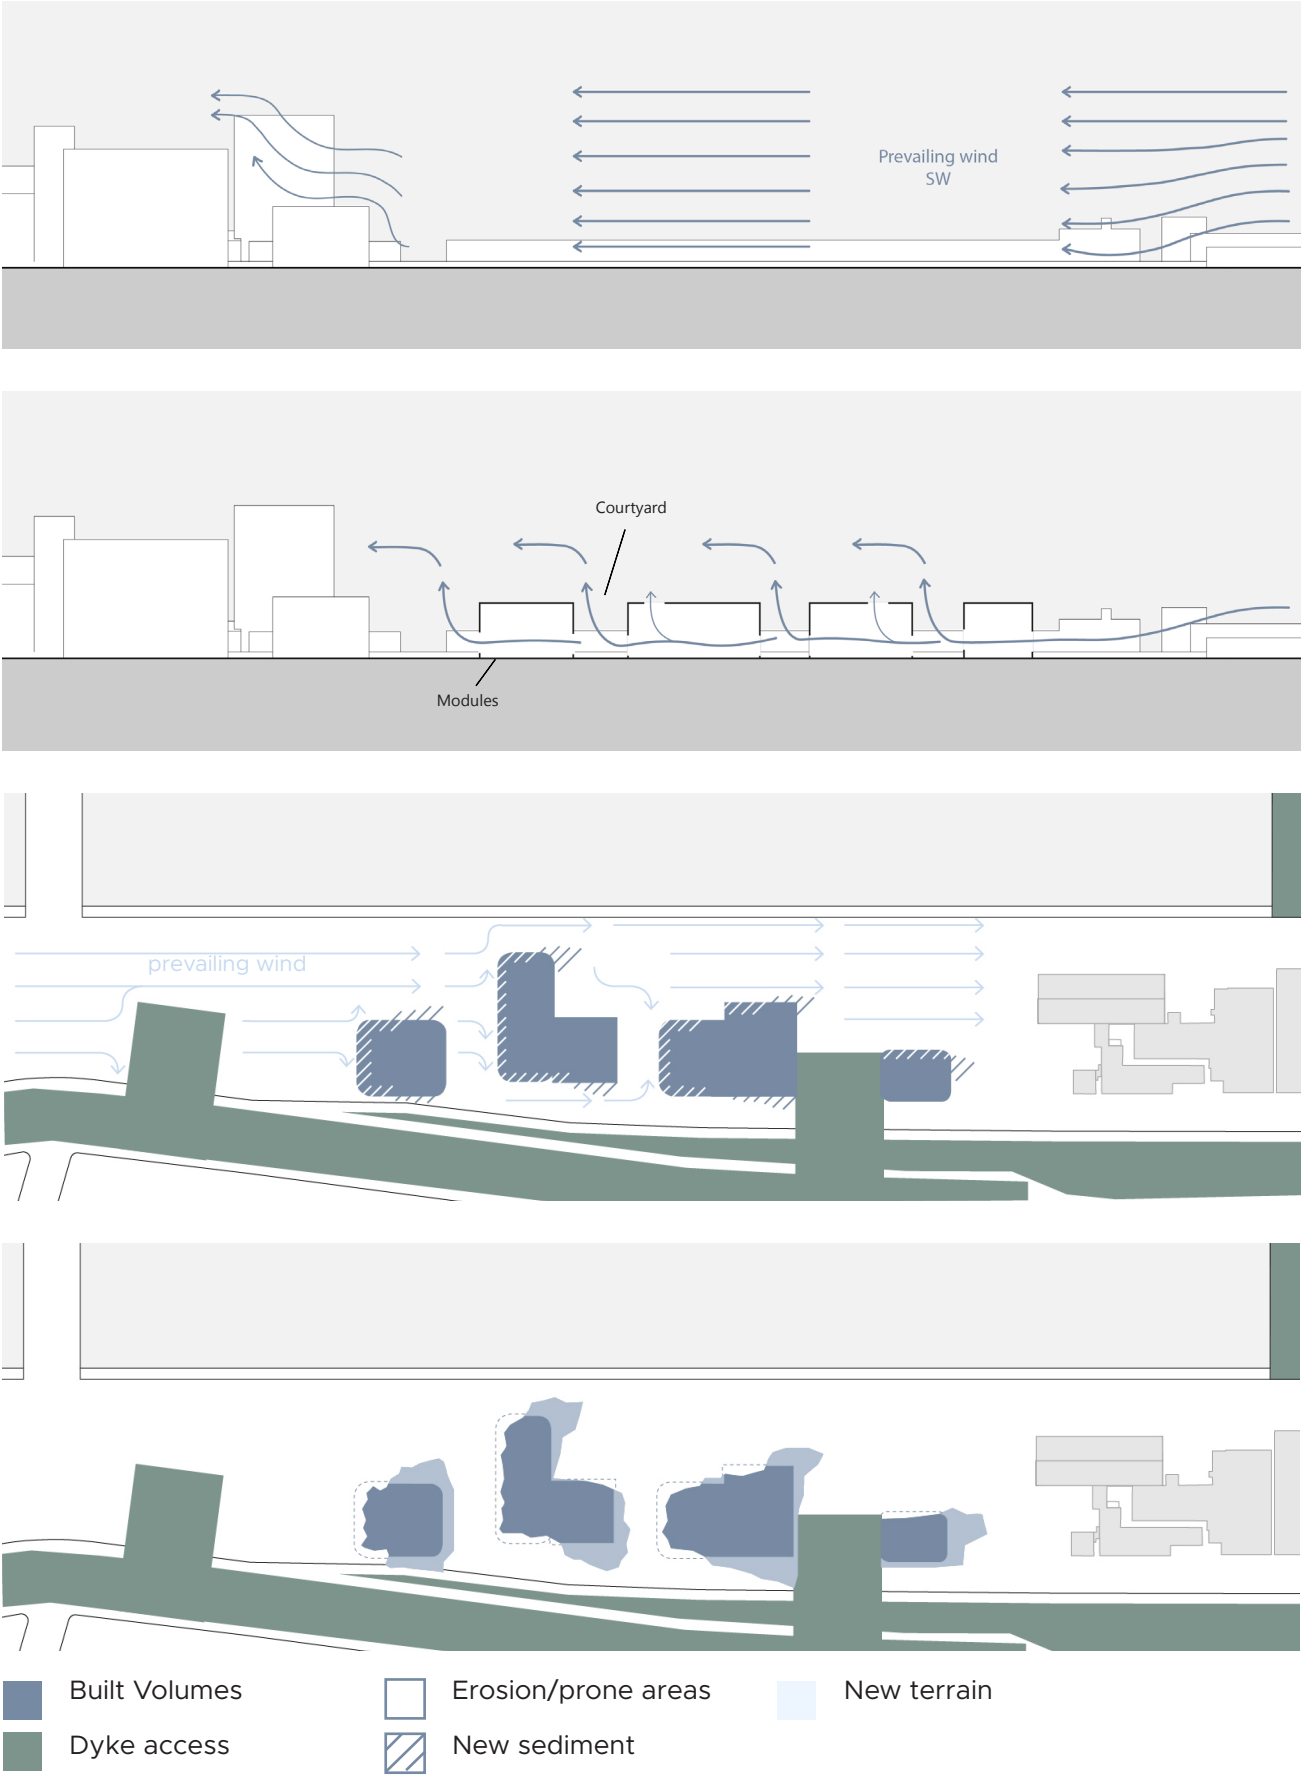 Prevailing wind
SW
Courtyard
Modules
prevailing wind
Built Volumes
Erosion/prone areas
New terrain
Dyke access
New sediment